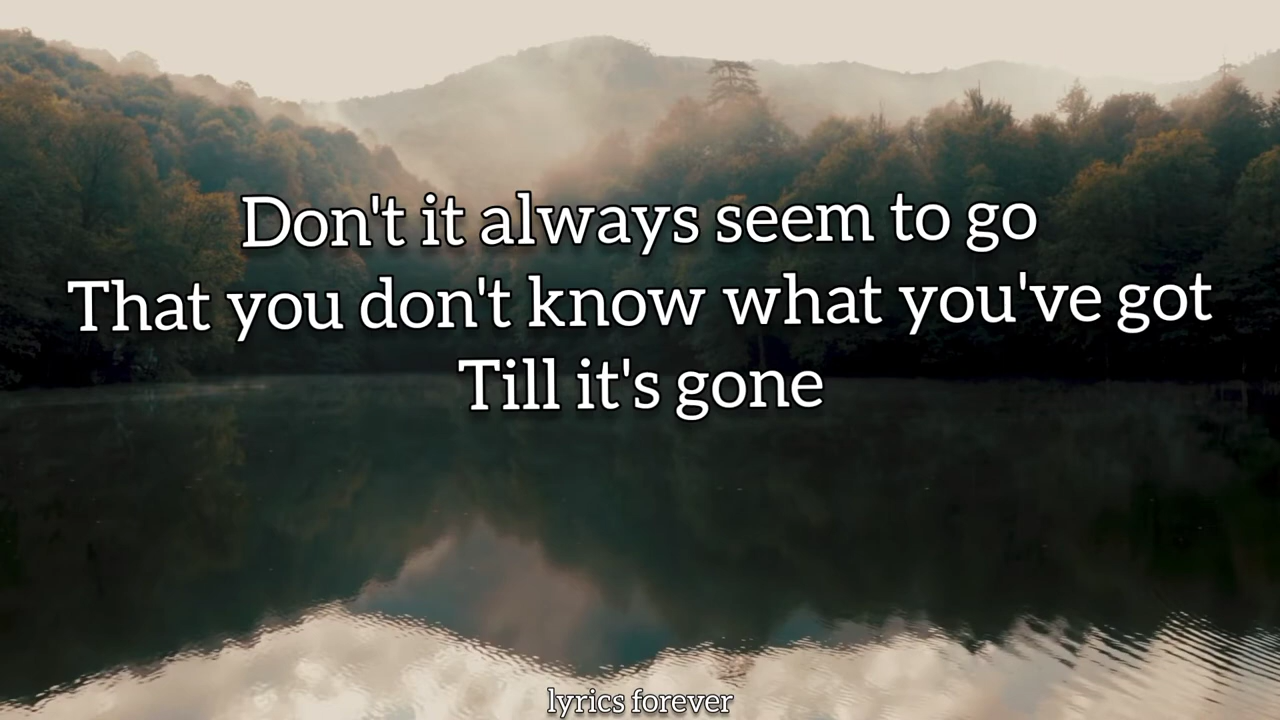 Don't it always seem to go
That you don't know what you've got
Till it's gone
lyrics forever